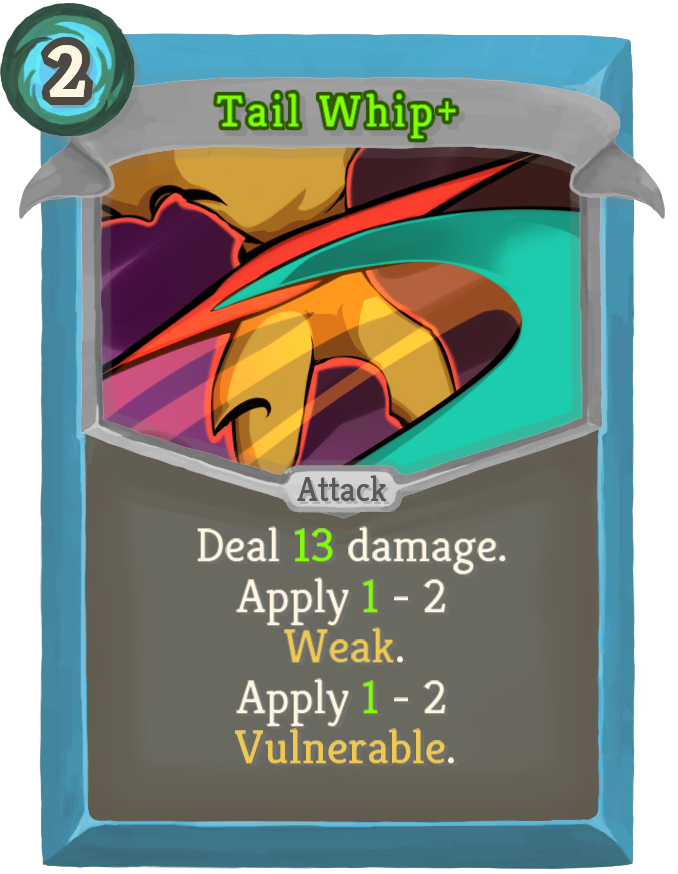 2
Tail Whip+
Attack
Deal 13 damage.
Apply 1 - 2
Weak.
Apply 1 - 2
Vulnerable.